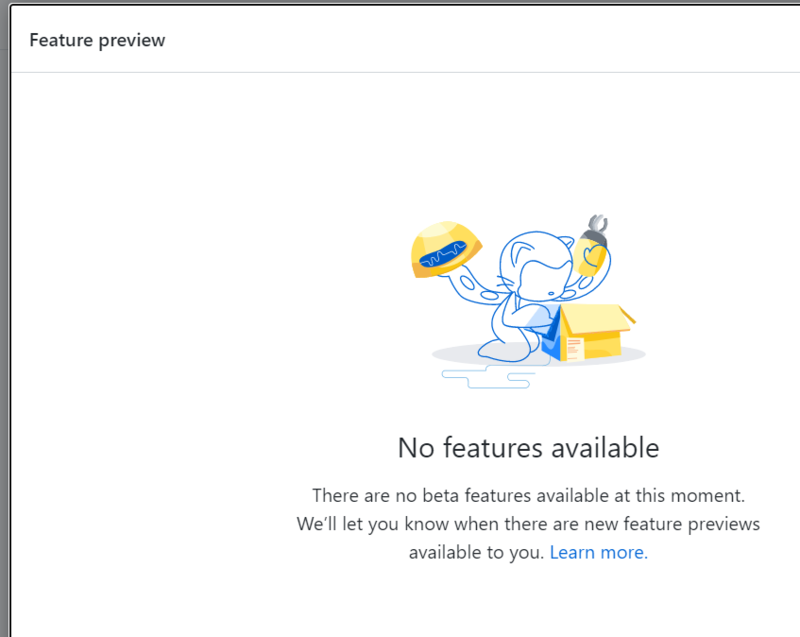 Feature preview
No features available
There are no beta features available at this moment.
We’ll let you know when there are new feature previews
available to you. Learn more.